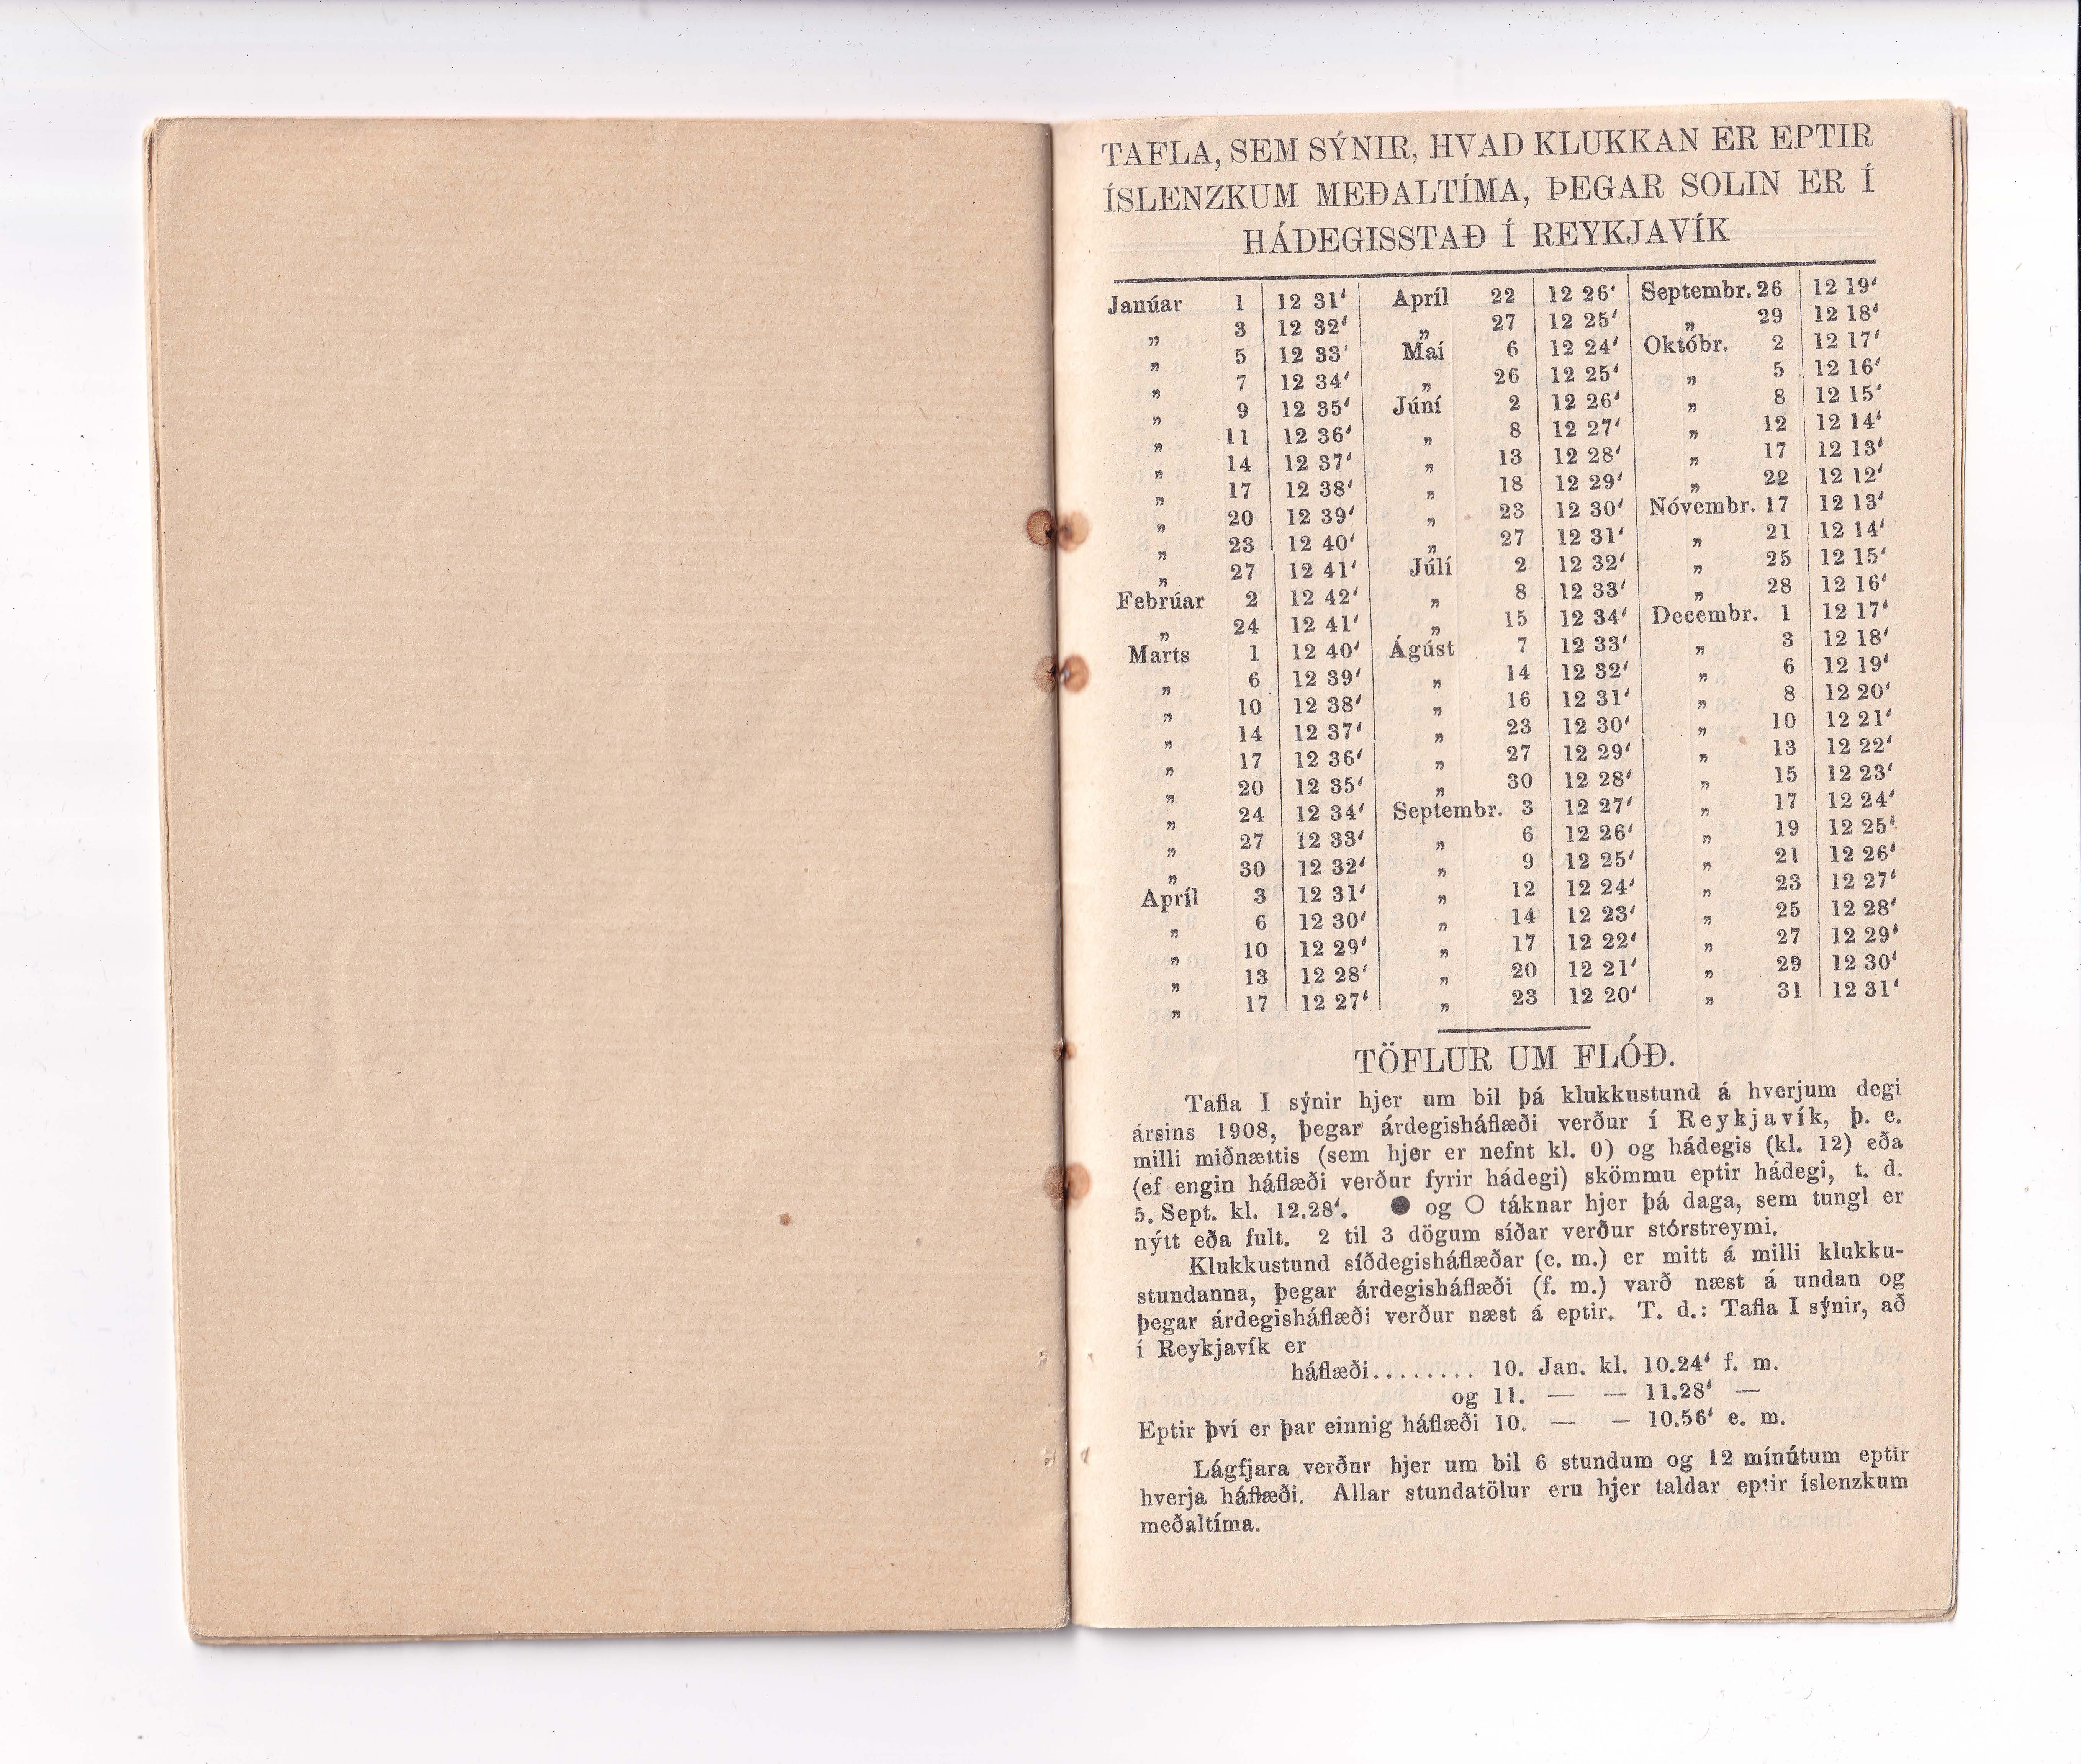 TAFLA, SEM SÝNIR, HVAD KLUKKAN ER EPTIR
ÍSLENZKUM MEÐALTÍMA, ÞEGAR SOLIN ER Í
HÁDEGISSTAÐ Í REYKJAVÍK
Janúar 1 12 31' Apríl 22 12 26' Septembr. 26 12 19'
„ 3 12 32' „ 27 12 25' „ 29 12 18'
„ 5 12 33' Maí 6 12 24' Októbr. 2 12 17'
„ 7 12 34' „ 26 12 25' „ 5 12 16'
„ 9 12 35' Júní 2 12 26' „ 8 12 15'
„ 11 12 36' „ 8 12 27' „ 12 12 14'
„ 14 12 37' „ 13 12 28' „ 17 12 13'
„ 17 12 38' „ 18 12 29' „ 22 12 12'
„ 20 12 39' „ 23 12 30' Nóvembr. 17 12 13'
„ 23 12 40' „ 27 12 31' „ 21 12 14'
„ 27 12 41' Júlí 2 12 32' „ 25 12 15'
Febrúar 2 12 42' „ 8 12 33' „ 28 12 16'
„ 24 12 41' „ 15 12 34' Decembr. 1 12 17'
Marts 1 12 40' Ágúst 7 12 33' „ 3 12 18'
„ 6 12 39' „ 14 12 32' „ 6 12 19'
„ 10 12 38' „ 16 12 31' „ 8 12 20'
„ 14 12 37' „ 23 12 30' „ 10 12 21'
„ 17 12 36' „ 27 12 29' „ 13 12 22'
„ 20 12 35' „ 30 12 28' „ 15 12 23'
„ 24 12 34' Septembr. 3 12 27' „ 17 12 24'
„ 27 12 33' „ 6 12 26' „ 19 12 25'
„ 30 12 32' „ 9 12 25' „ 21 12 26'
Apríl 3 12 31' „ 12 12 24' „ 23 12 27'
„ 6 12 30' „ 14 12 23' „ 25 12 28'
„ 10 12 29' „ 17 12 22' „ 27 12 29'
„ 13 12 28' „ 20 12 21' „ 29 12 30'
„ 17 12 27' „ 23 12 20' „ 31 12 31'
TÖFLUR UM FLÓÐ.
Tafla I sýnir hjer um bil þá klukkustund á hverjum degi
ársins 1908, þegar árdegisháflæði verður í Reykjavík, þ. e.
milli miðnættis (sem hjer er nefnt kl. 0) og hádegis (kl. 12) eða
(ef engin háflæði verður fyrir hádegi) skömmu eptir hádegi, t. d.
5. Sept. kl. 12.28'. ● og ○ táknar hjer þá daga, sem tungl er
nýtt eða fult. 2 til 3 dögum síðar verður stórstreymi.
Klukkustund síðdegisháflæðar (e. m.) er mitt á milli klukku-
stundanna, þegar árdegisháflæði (f. m.) varð næst á undan og
þegar árdegisháflæði verður næst á eptir. T. d.: Tafla I sýnir, að
í Reykjavík er
háflæði........ 10. Jan. kl. 10.24' f. m.
og 11. — — 11.28' —
Eptir því er þar einnig háflæði 10. — — 10.56' e. m.
Lágfjara verður hjer um bil 6 stundum og 12 mínútum eptir
hverja háflæði. Allar stundatölur eru hjer taldar eptir íslenzkum
meðaltíma.